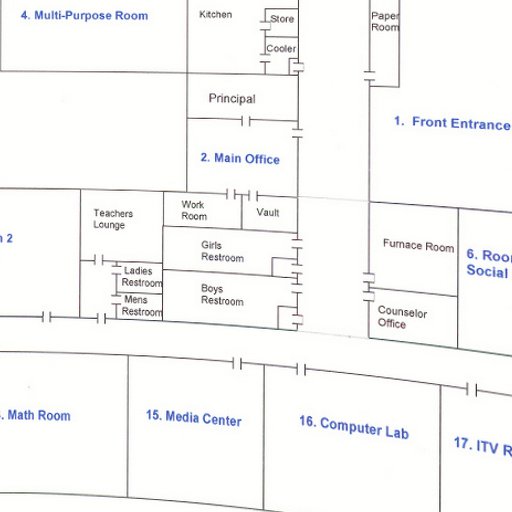 4. Multi-Purpose Room
Kitchen
Store
Cooler
Paper
Room
Principal
1. Front Entrance
2. Main Office
Work
Room
Vault
Teachers
Lounge
Girls
Restroom
Furnace Room
2
Ladies
Restroom
Boys
Restroom
Mens
Restroom
Counselor
Office
6. Roo
Social
. Math Room
15. Media Center
16. Computer Lab
17. ITV R